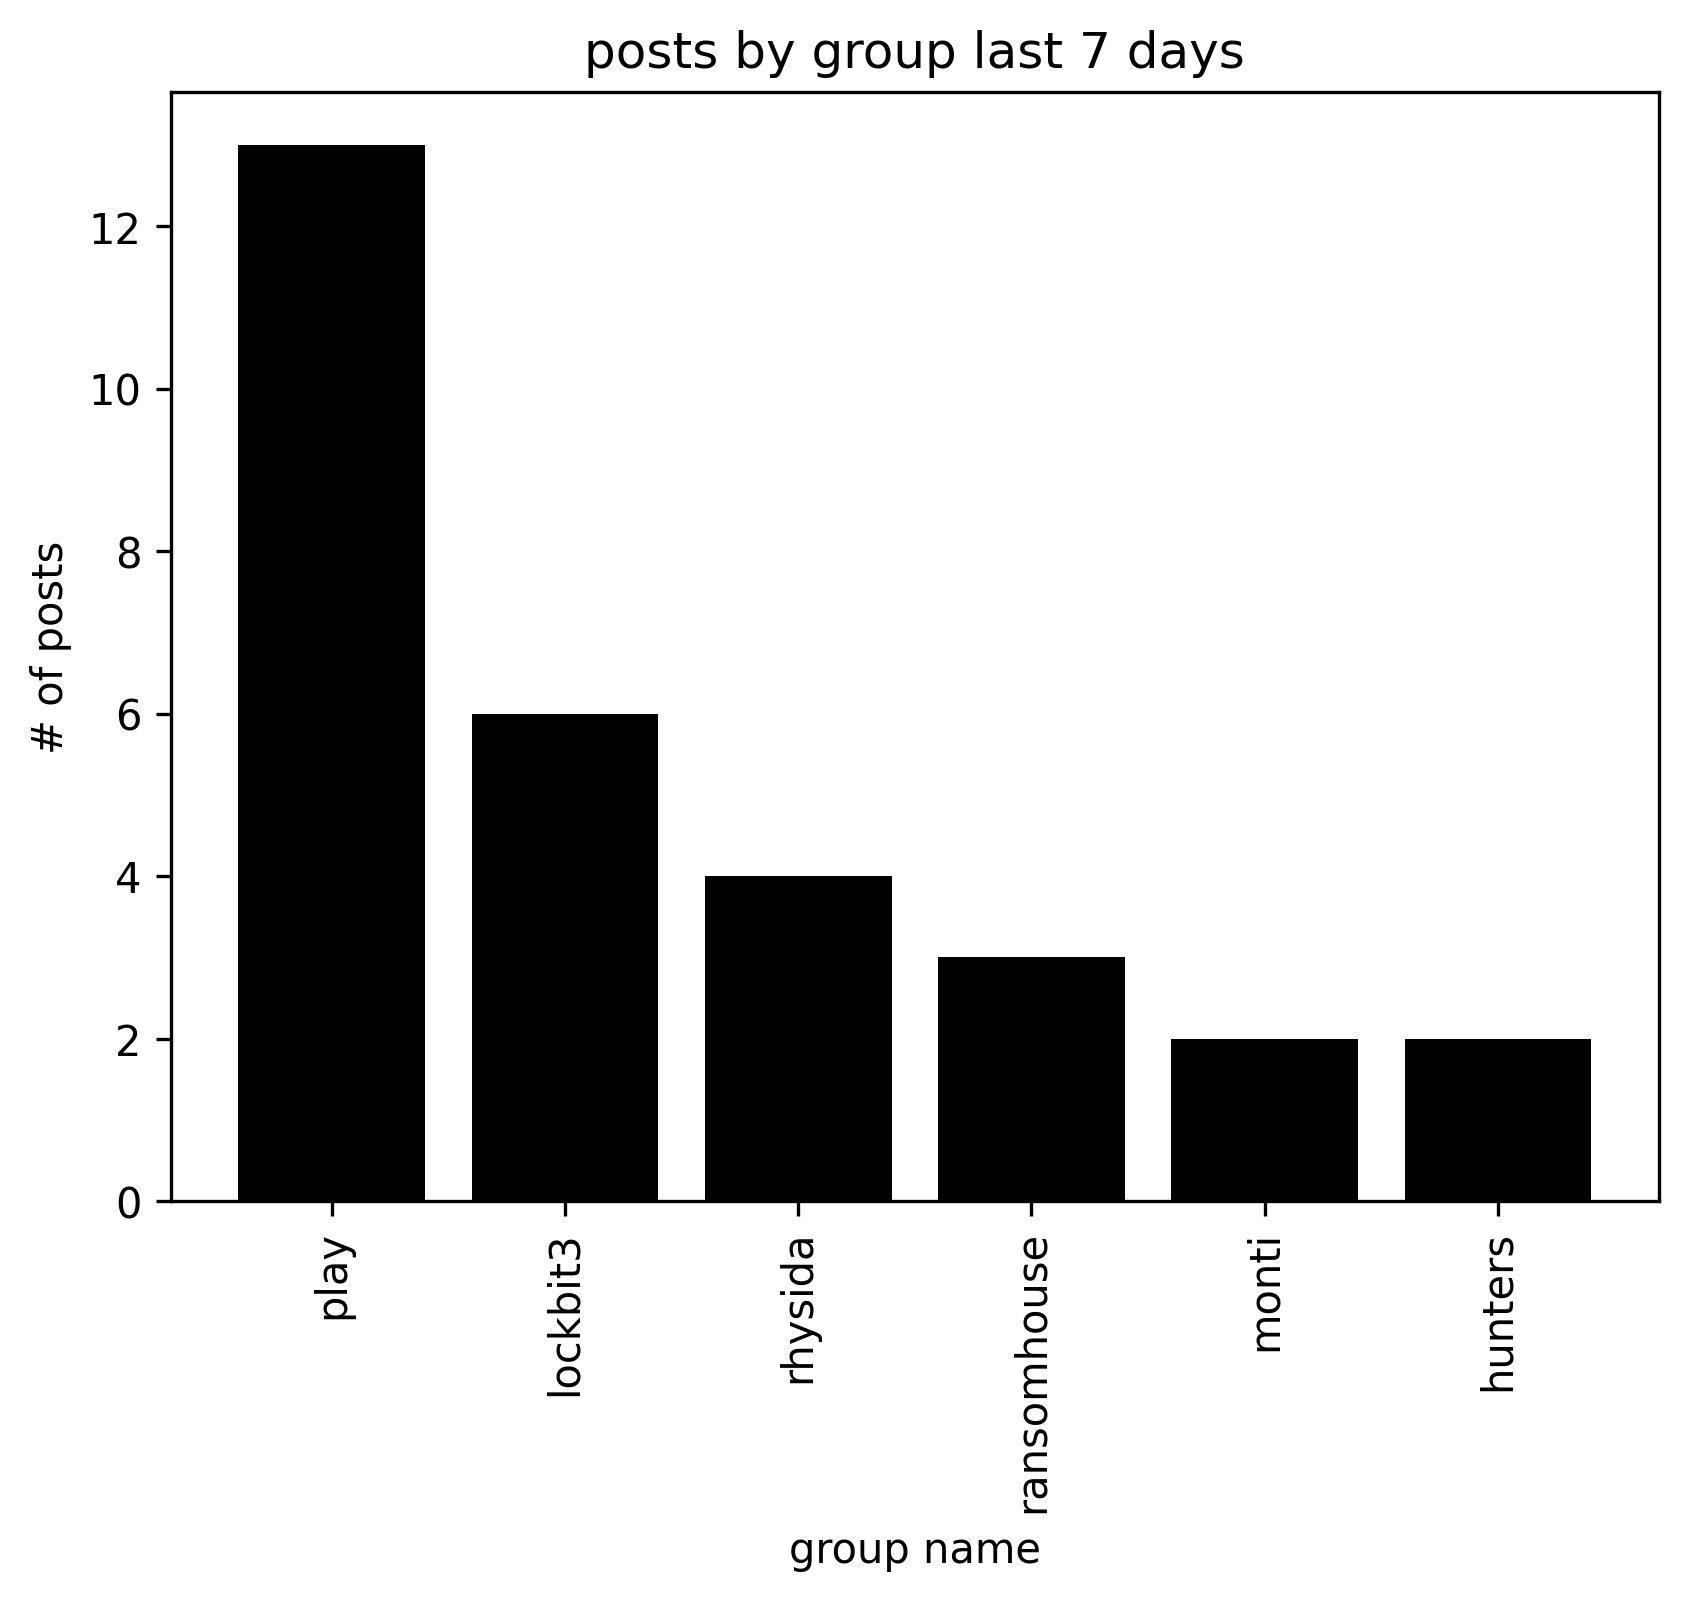 posts by group last 7 days
# of posts
12
10
8
6
4
2
0
play
lockbit3
rhysida
ransomhouse
monti
hunters
group name